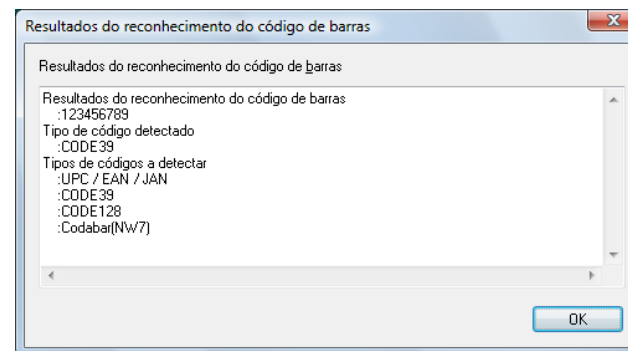 Resultados do reconhecimento do código de barras
Resultados do reconhecimento do código de barras
Resultados do reconhecimento do código de barras
:123456789
Tipo de código detectado
:CODE39
Tipos de códigos a detectar
:UPC / EAN / JAN
:CODE39
:CODE128
:Codabar(NW7)
OK